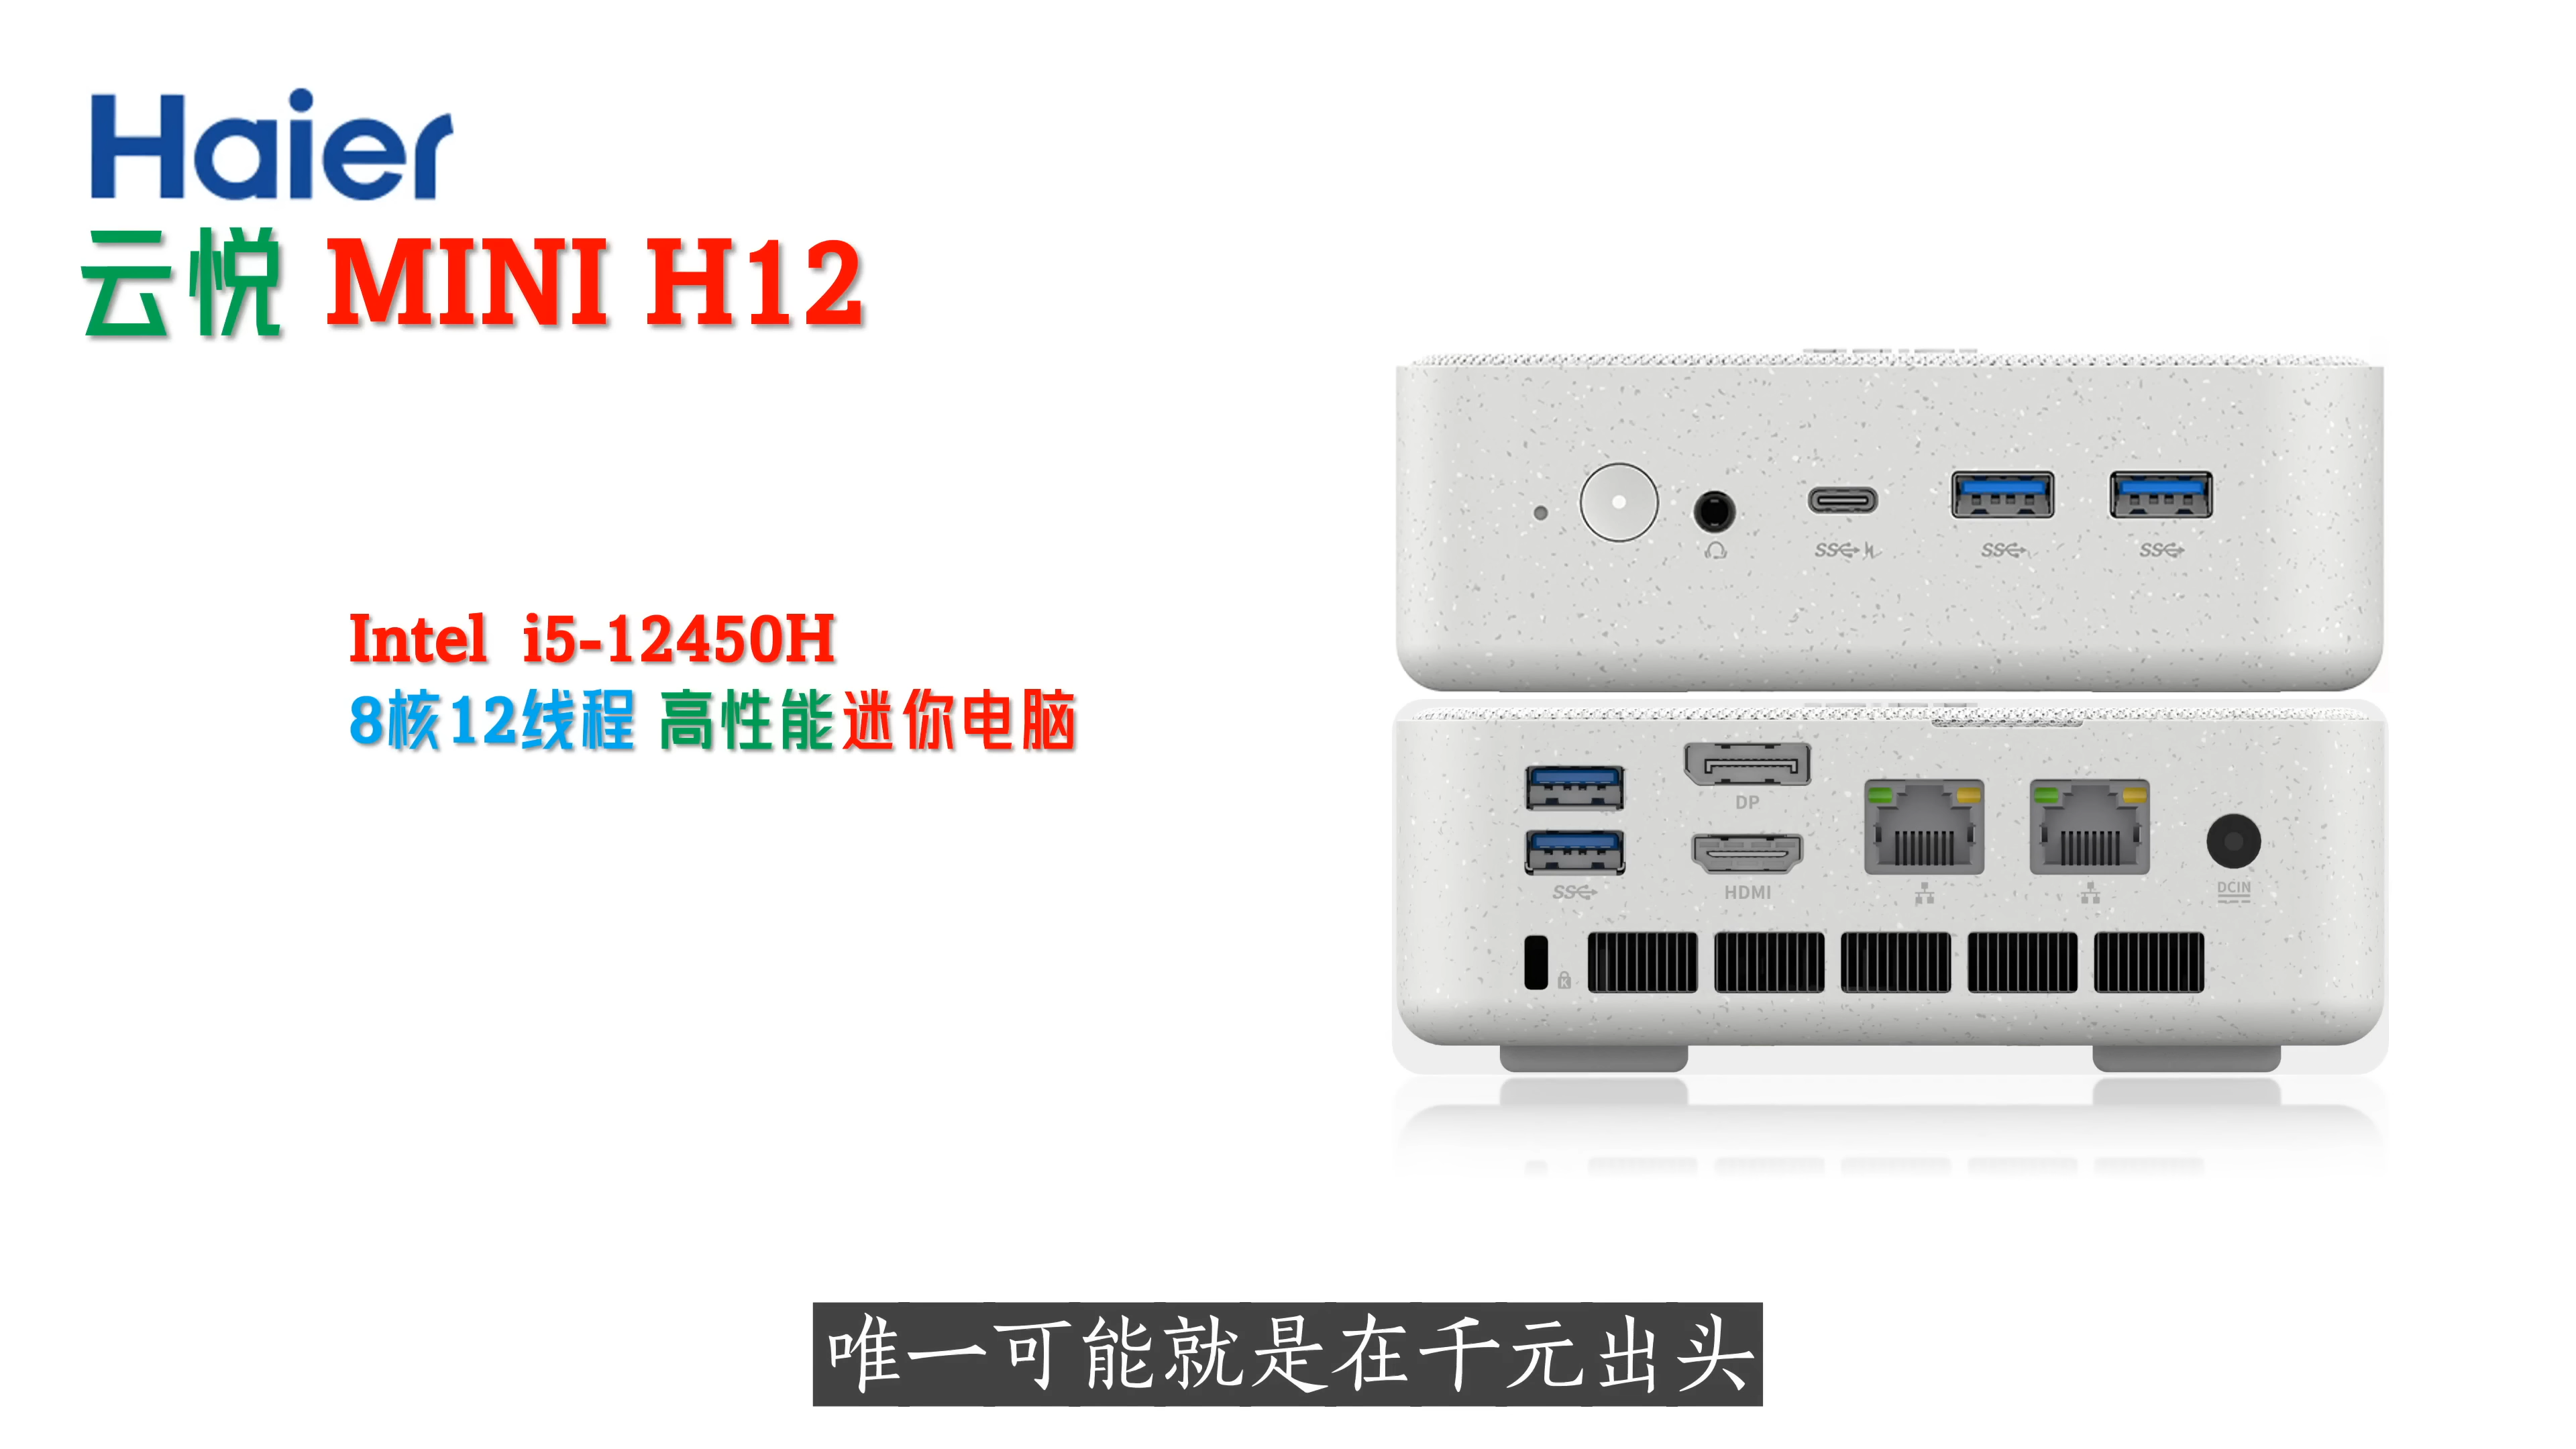 Haier
云悦 MINI H12
Intel i5-12450H
8核12线程 高性能迷你电脑
SS
SS
SS
DP
SS
HDMI
DCIN
K
唯一可能就是在千元出头